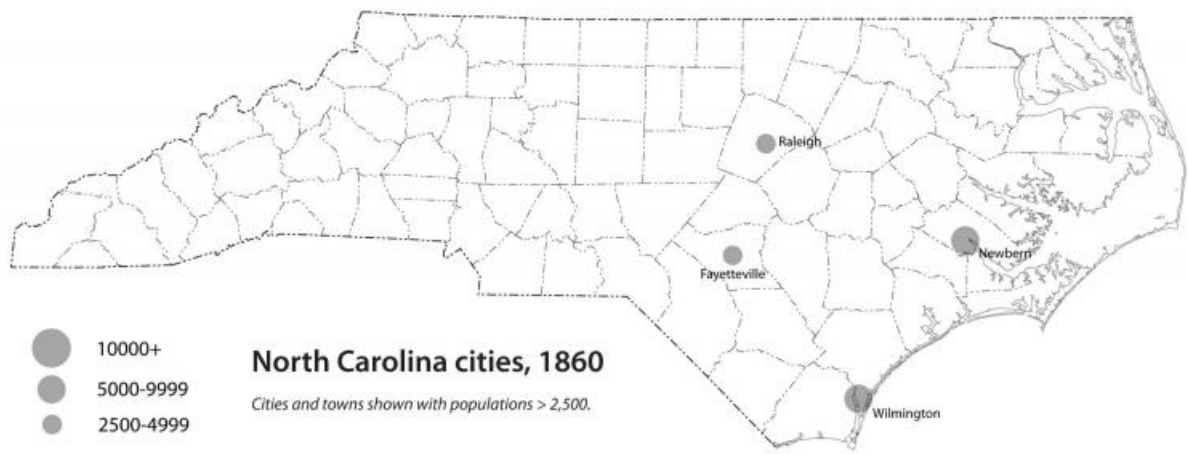 Raleigh
Newbern
Fayetteville
10000+
North Carolina cities, 1860
5000-9999
Cities and towns shown with populations > 2,500.
Wilmington
2500-4999